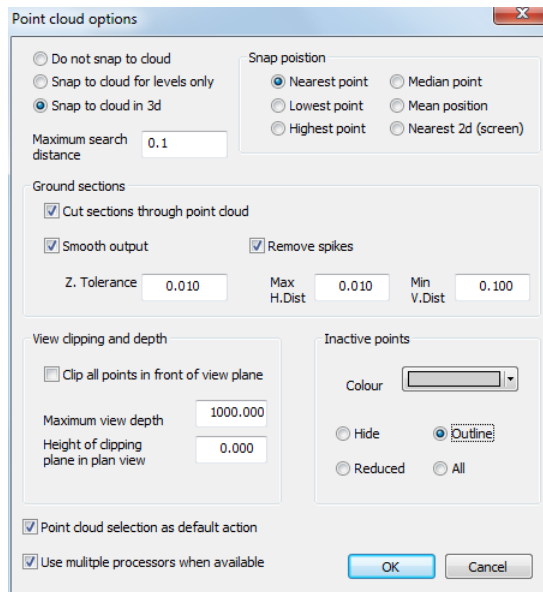 Point cloud options
Do not snap to cloud
Snap to cloud for levels only
Snap to cloud in 3d
Maximum search
distance
0.1
Snap poistion
Nearest point
Median point
Lowest point
Mean position
Highest point
Nearest 2d (screen)
Ground sections
Cut sections through point cloud
Smooth output
Remove spikes
Z. Tolerance
0.010
Max
H.Dist
0.010
Min
V.Dist
0.100
View clipping and depth
Clip all points in front of view plane
Maximum view depth
1000.000
Height of clipping
plane in plan view
0.000
Inactive points
Colour
Hide
Outline
Reduced
All
Point cloud selection as default action
Use mulitple processors when available
OK
Cancel